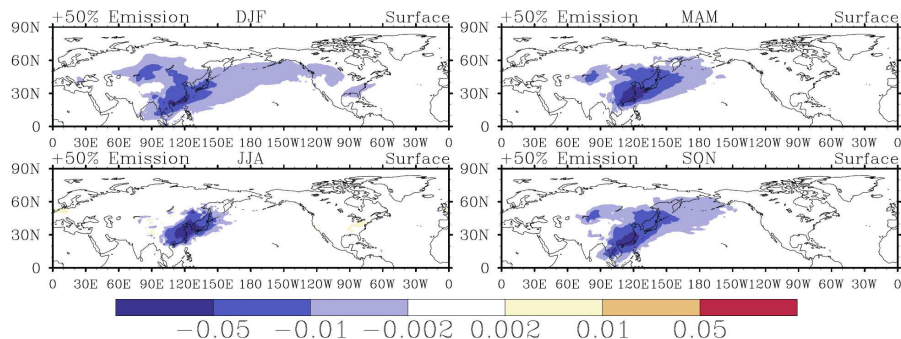 +50% Emission DJF Surface
+50% Emission MAM Surface
90N
60N
30N
0
0 30E 60E 90E 120E 150E 180 150W 120W 90W 60W 30W 0
90N
60N
30N
0
0 30E 60E 90E 120E 150E 180 150W 120W 90W 60W 30W 0
+50% Emission JJA Surface
+50% Emission SON Surface
90N
60N
30N
0
0 30E 60E 90E 120E 150E 180 150W 120W 90W 60W 30W 0
90N
60N
30N
0
0 30E 60E 90E 120E 150E 180 150W 120W 90W 60W 30W 0
-0.05 -0.01 -0.002 0.002 0.01 0.05